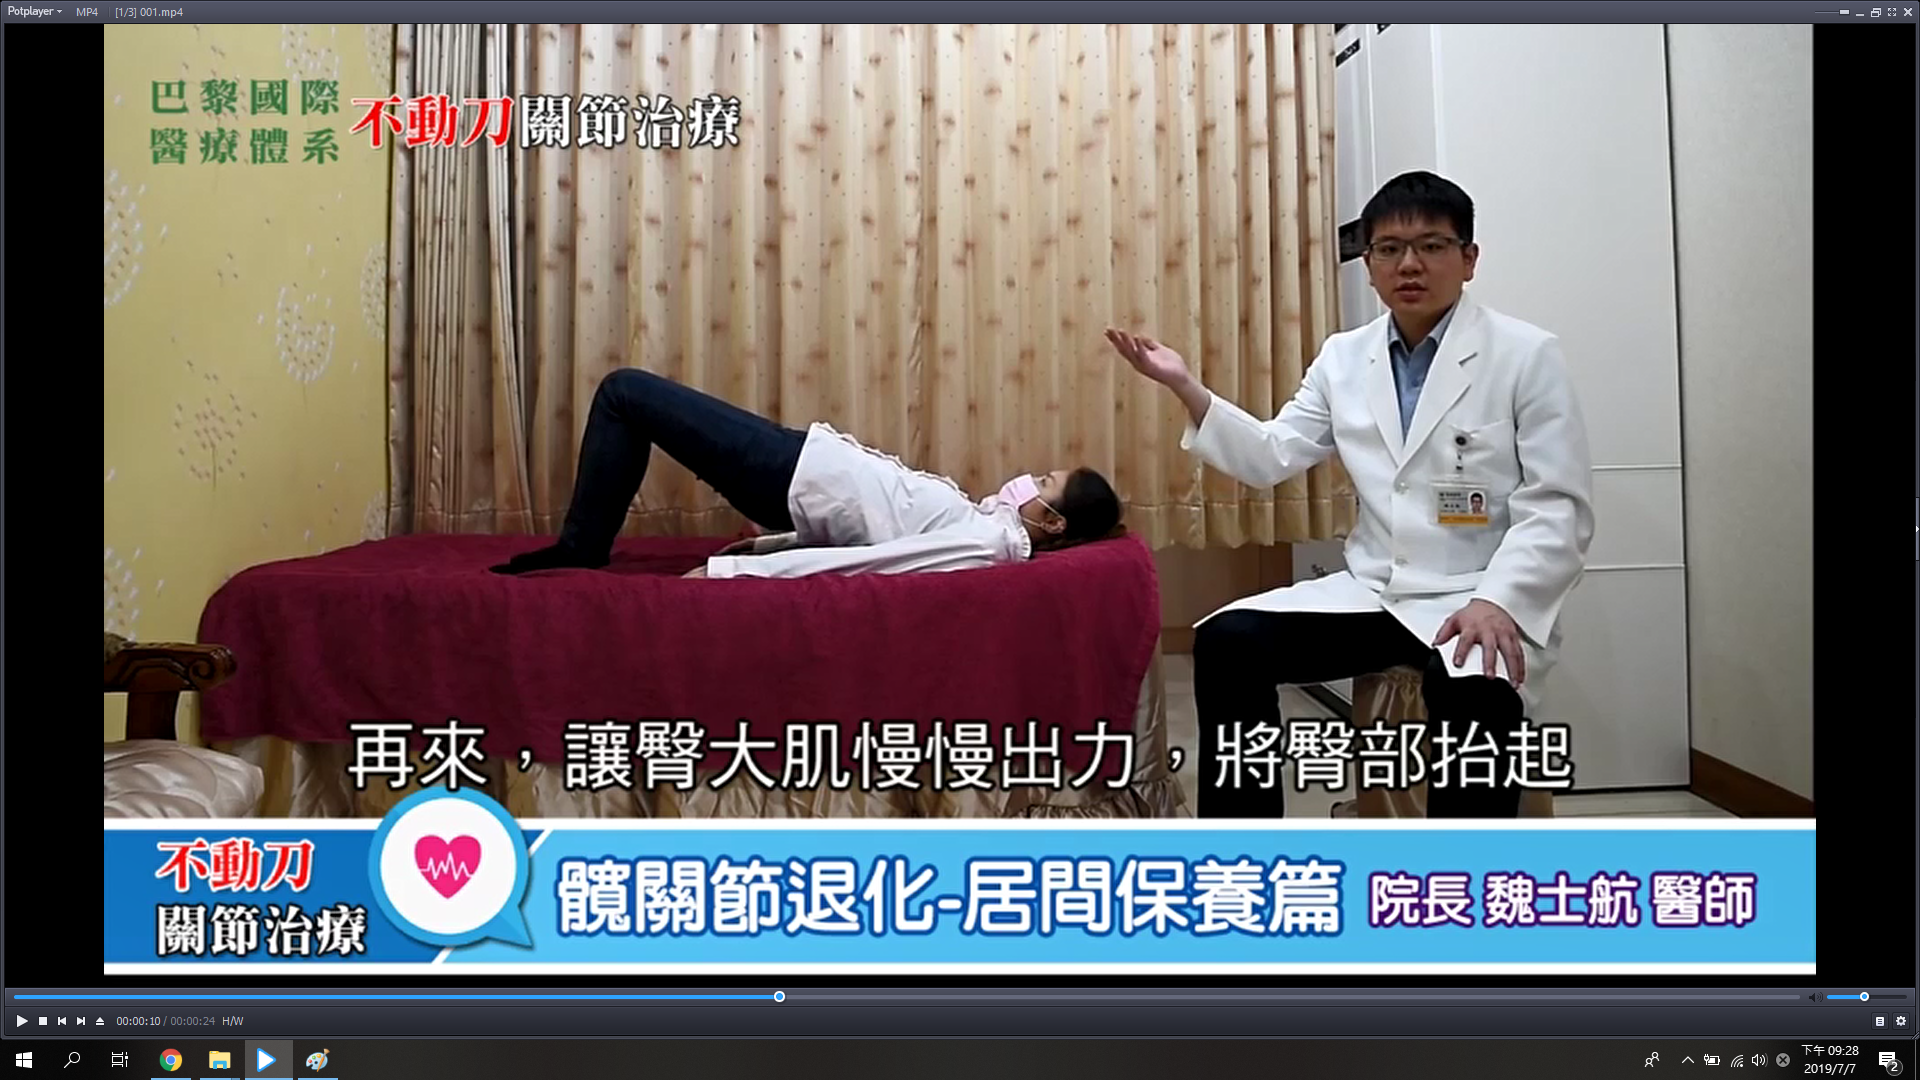 Potplayer MP4 [1/3] 001.mp4
巴黎國際
醫療體系
不動刀關節治療
再來，讓臀大肌慢慢出力，將臀部抬起
不動刀
關節治療
髖關節退化-居間保養篇
院長 魏士航 醫師
00:00:10 / 00:00:24 H/W
下午 09:28
2019/7/7
2